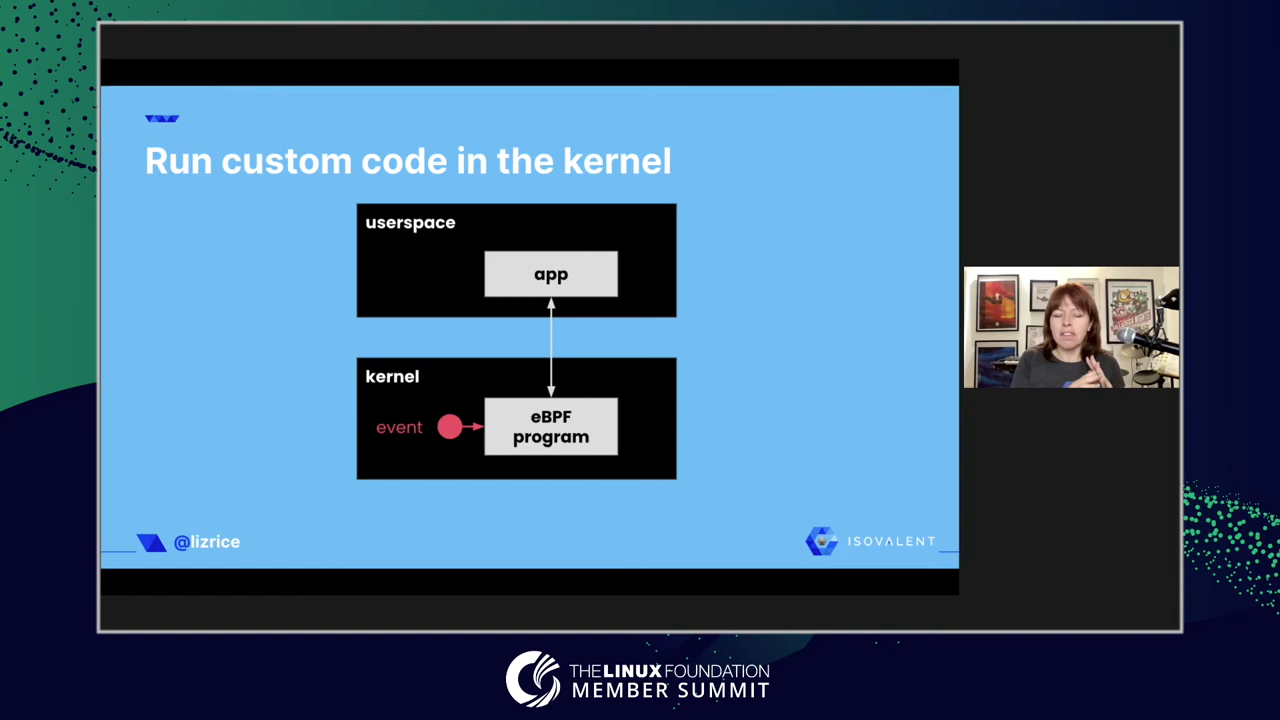 Run custom code in the kernel
userspace
app
kernel
event
eBPF
program
@lizrice
ISOVALENT
THE LINUX FOUNDATION
MEMBER SUMMIT